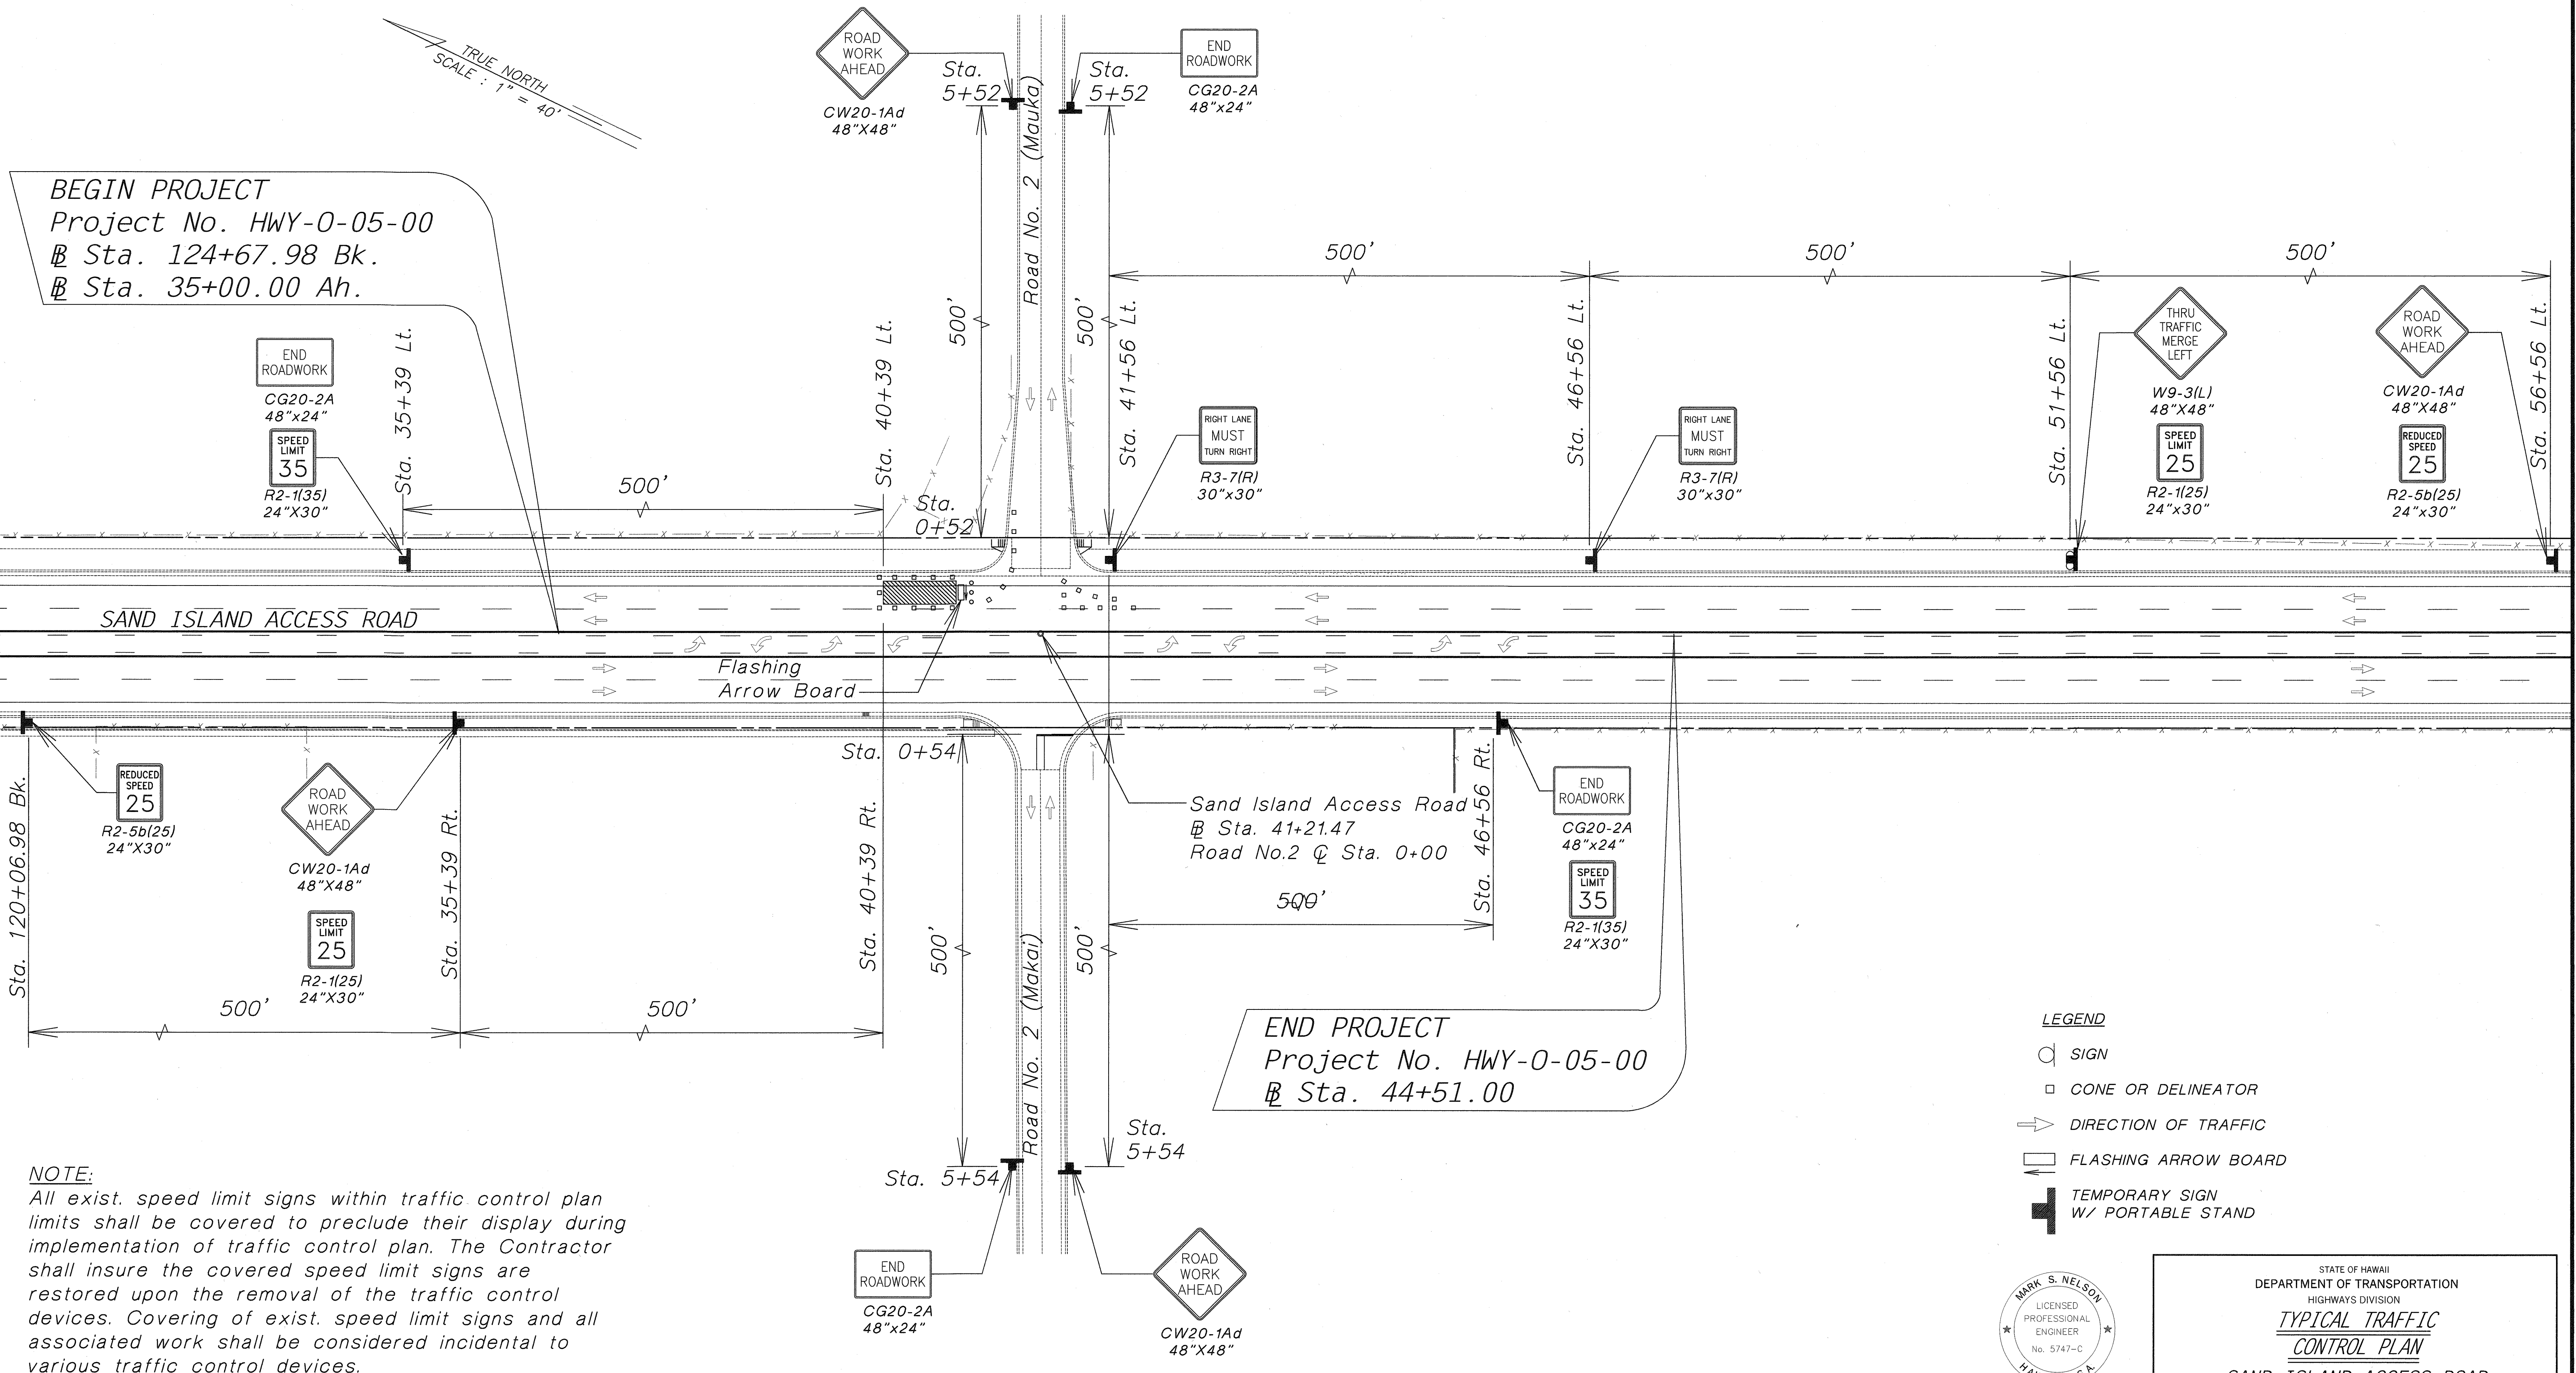 TRUE NORTH
SCALE : 1" = 40'
ROAD
WORK
AHEAD
CW20-1Ad
48"X48"
Sta.
5+52
Sta.
5+52
END
ROADWORK
CG20-2A
48"x24"
Road No. 2 (Mauka)
BEGIN PROJECT
Project No. HWY-O-05-00
BL Sta. 124+67.98 Bk.
BL Sta. 35+00.00 Ah.
500'
500'
500'
500'
500'
END
ROADWORK
CG20-2A
48"x24"
SPEED
LIMIT
35
R2-1(35)
24"X30"
Sta. 35+39 Lt.
500'
Sta. 40+39 Lt.
Sta.
0+52
Sta. 41+56 Lt.
RIGHT LANE
MUST
TURN RIGHT
R3-7(R)
30"x30"
Sta. 46+56 Lt.
RIGHT LANE
MUST
TURN RIGHT
R3-7(R)
30"x30"
Sta. 51+56 Lt.
THRU
TRAFFIC
MERGE
LEFT
W9-3(L)
48"X48"
SPEED
LIMIT
25
R2-1(25)
24"x30"
ROAD
WORK
AHEAD
CW20-1Ad
48"X48"
REDUCED
SPEED
25
R2-5b(25)
24"x30"
Sta. 56+56 Lt.
SAND ISLAND ACCESS ROAD
Flashing
Arrow Board
Sta. 120+06.98 Bk.
REDUCED
SPEED
25
R2-5b(25)
24"X30"
ROAD
WORK
AHEAD
CW20-1Ad
48"X48"
SPEED
LIMIT
25
R2-1(25)
24"X30"
Sta. 35+39 Rt.
500'
500'
Sta. 40+39 Rt.
Sta. 0+54
500'
500'
Road No. 2 (Makai)
Sand Island Access Road
BL Sta. 41+21.47
Road No.2 CL Sta. 0+00
500'
Sta. 46+56 Rt.
END
ROADWORK
CG20-2A
48"x24"
SPEED
LIMIT
35
R2-1(35)
24"X30"
END PROJECT
Project No. HWY-O-05-00
BL Sta. 44+51.00
Sta. 5+54
Sta.
5+54
END
ROADWORK
CG20-2A
48"x24"
ROAD
WORK
AHEAD
CW20-1Ad
48"X48"
NOTE:
All exist. speed limit signs within traffic control plan
limits shall be covered to preclude their display during
implementation of traffic control plan. The Contractor
shall insure the covered speed limit signs are
restored upon the removal of the traffic control
devices. Covering of exist. speed limit signs and all
associated work shall be considered incidental to
various traffic control devices.
LEGEND
SIGN
CONE OR DELINEATOR
DIRECTION OF TRAFFIC
FLASHING ARROW BOARD
TEMPORARY SIGN
W/ PORTABLE STAND
MARK S. NELSON
LICENSED
PROFESSIONAL
ENGINEER
No. 5747-C
STATE OF HAWAII
DEPARTMENT OF TRANSPORTATION
HIGHWAYS DIVISION
TYPICAL TRAFFIC
CONTROL PLAN
SAND ISLAND ACCESS ROAD